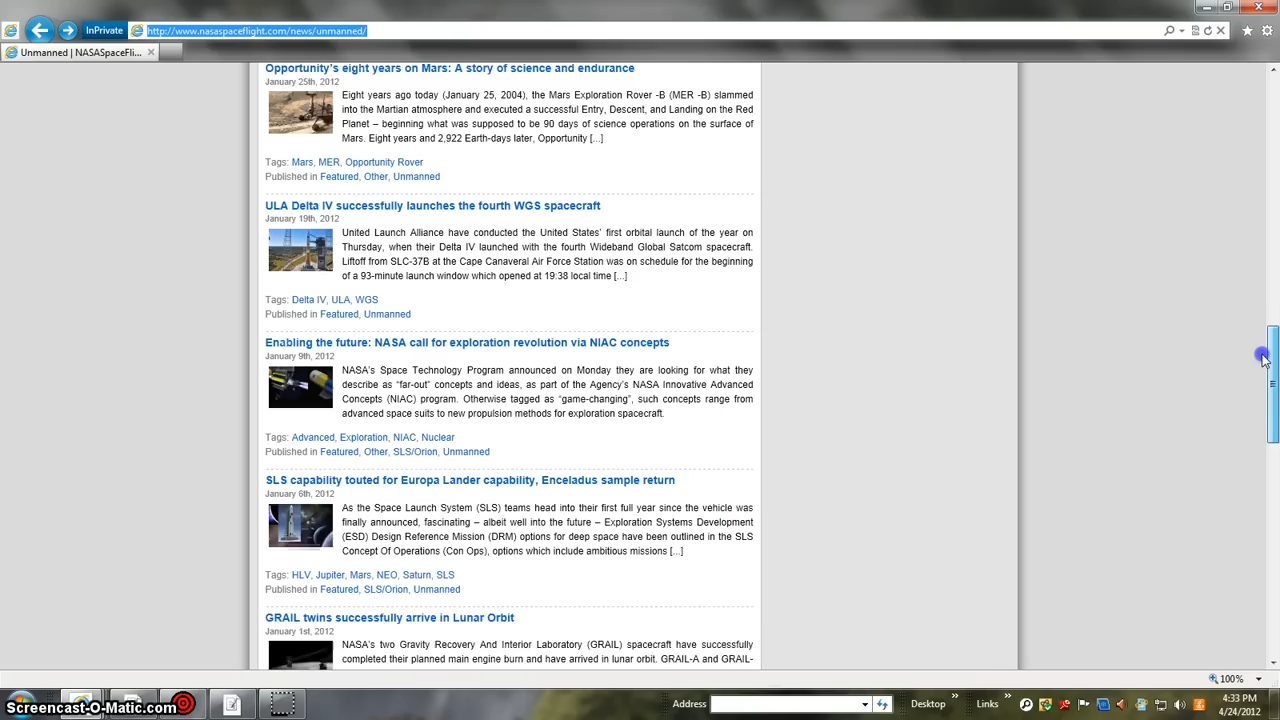 InPrivate
http://www.nasaspaceflight.com/news/unmanned/
Unmanned | NASASpaceFli...
Opportunity's eight years on Mars: A story of science and endurance
January 25th, 2012
Eight years ago today (January 25, 2004), the Mars Exploration Rover -B (MER -B) slammed
into the Martian atmosphere and executed a successful Entry, Descent, and Landing on the Red
Planet – beginning what was supposed to be 90 days of science operations on the surface of
Mars. Eight years and 2,922 Earth-days later, Opportunity [...]
Tags: Mars, MER, Opportunity Rover
Published in Featured, Other, Unmanned
ULA Delta IV successfully launches the fourth WGS spacecraft
January 19th, 2012
United Launch Alliance have conducted the United States' first orbital launch of the year on
Thursday, when their Delta IV launched with the fourth Wideband Global Satcom spacecraft.
Liftoff from SLC-37B at the Cape Canaveral Air Force Station was on schedule for the beginning
of a 93-minute launch window which opened at 19:38 local time [...]
Tags: Delta IV, ULA, WGS
Published in Featured, Unmanned
Enabling the future: NASA call for exploration revolution via NIAC concepts
January 9th, 2012
NASA's Space Technology Program announced on Monday they are looking for what they
describe as “far-out” concepts and ideas, as part of the Agency's NASA Innovative Advanced
Concepts (NIAC) program. Otherwise tagged as “game-changing”, such concepts range from
advanced space suits to new propulsion methods for exploration spacecraft.
Tags: Advanced, Exploration, NIAC, Nuclear
Published in Featured, Other, SLS/Orion, Unmanned
SLS capability touted for Europa Lander capability, Enceladus sample return
January 6th, 2012
As the Space Launch System (SLS) teams head into their first full year since the vehicle was
finally announced, fascinating – albeit well into the future – Exploration Systems Development
(ESD) Design Reference Mission (DRM) options for deep space have been outlined in the SLS
Concept Of Operations (Con Ops), options which include ambitious missions [...]
Tags: HLV, Jupiter, Mars, NEO, Saturn, SLS
Published in Featured, SLS/Orion, Unmanned
GRAIL twins successfully arrive in Lunar Orbit
January 1st, 2012
NASA's two Gravity Recovery And Interior Laboratory (GRAIL) spacecraft have successfully
completed their planned main engine burn and have arrived in lunar orbit. GRAIL-A and GRAIL-
100%
Screencast-O-Matic.com
Address
Desktop
Links
4:33 PM
4/24/2012